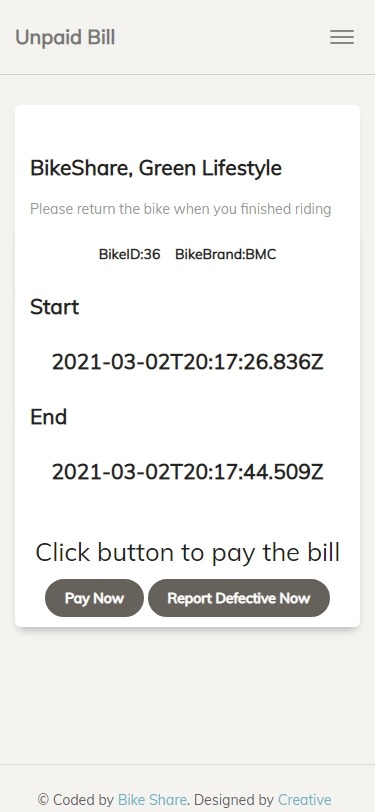 Unpaid Bill
BikeShare, Green Lifestyle
Please return the bike when you finished riding
BikeID:36 BikeBrand:BMC
Start
2021-03-02T20:17:26.836Z
End
2021-03-02T20:17:44.509Z
Click button to pay the bill
Pay Now Report Defective Now
© Coded by Bike Share. Designed by Creative